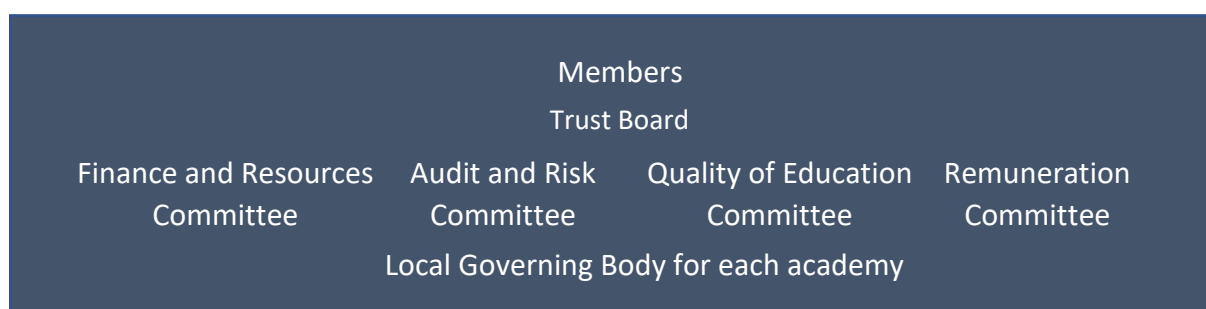 Members
Trust Board
Finance and Resources Committee
Audit and Risk Committee
Quality of Education Committee
Remuneration Committee
Local Governing Body for each academy